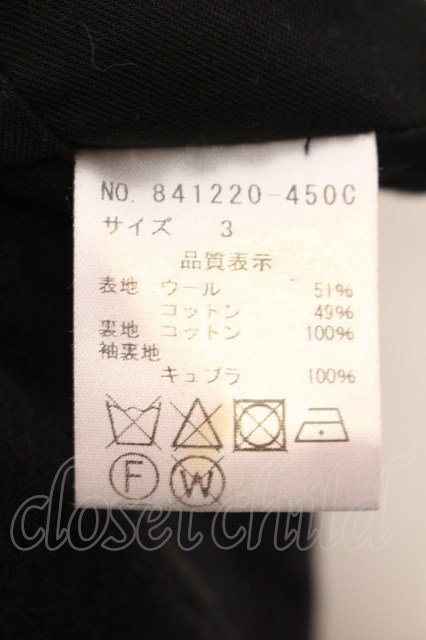 NO. 841220-450C
サイズ 3
品質表示
表地 ウール 51%
コットン 49%
裏地 コットン 100%
袖裏地
キュプラ 100%
F W
closet child